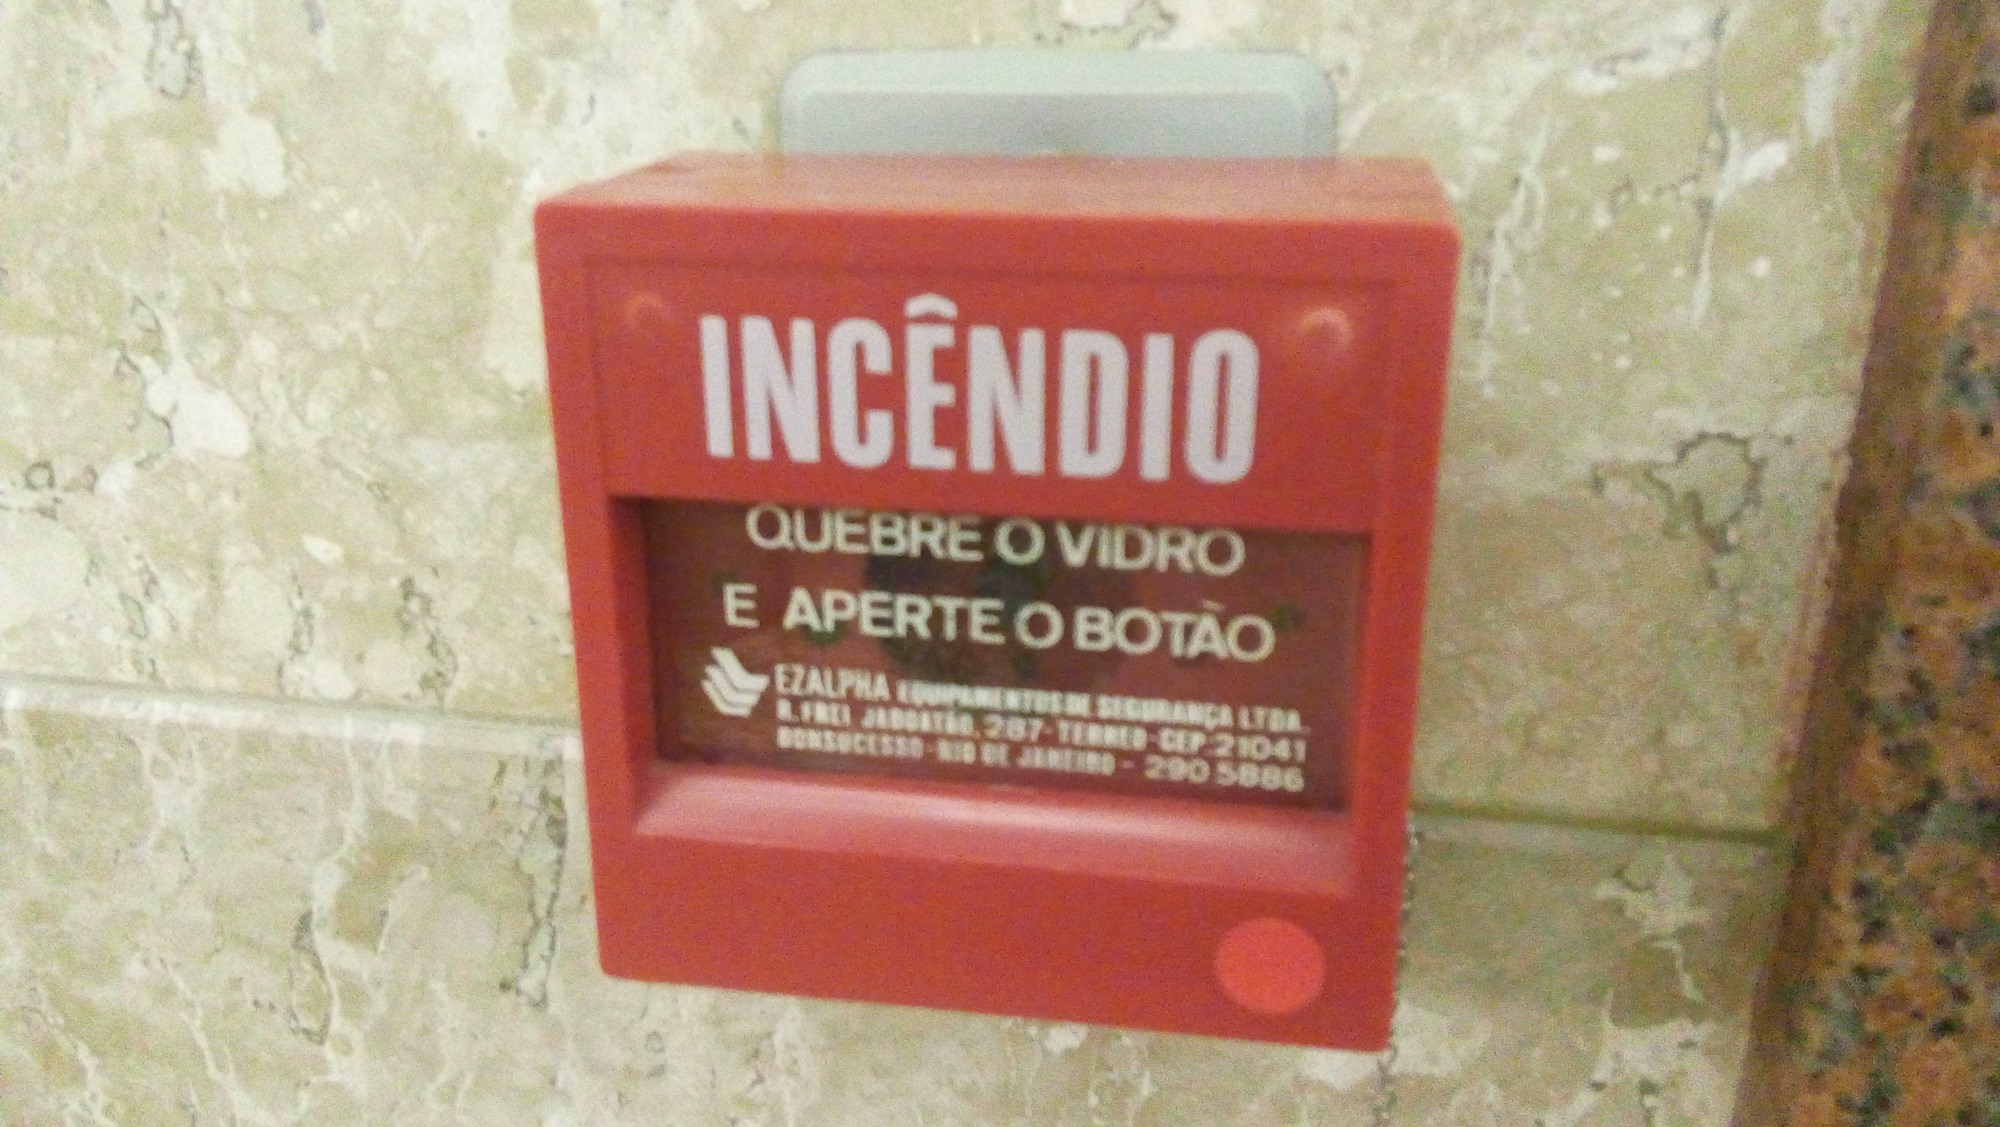 INCÊNDIO
QUEBRE O VIDRO
E APERTE O BOTÃO
EZALPHA EQUIPAMENTOS DE SEGURANÇA LTDA.
R. FREI JABOATÃO, 287-TERREO-CEP 21041
BONSUCESSO-RIO DE JANEIRO - 290 5886